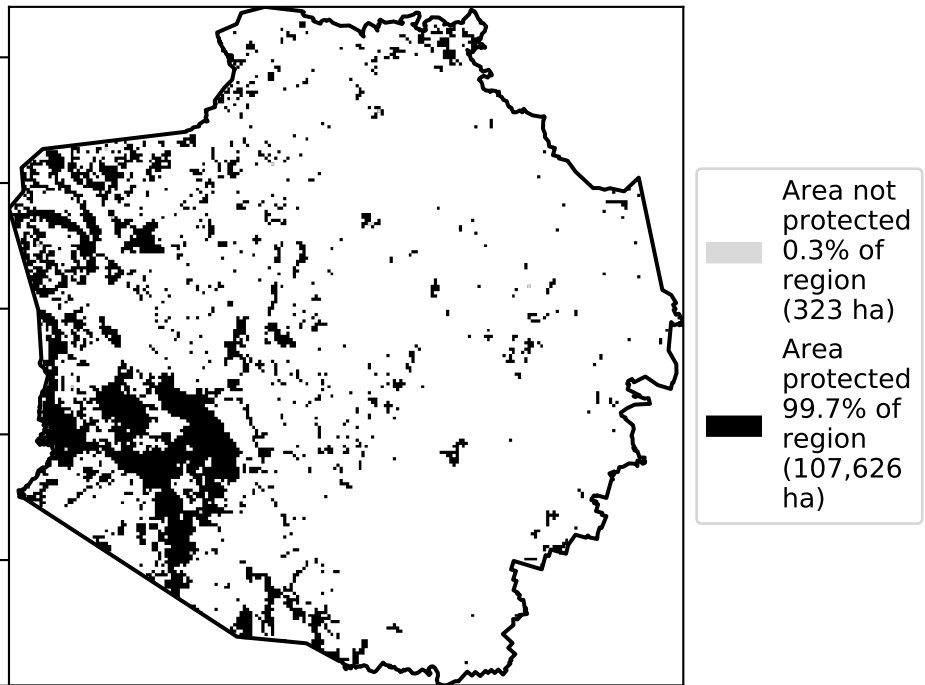 Area not
protected
0.3% of
region
(323 ha)
Area
protected
99.7% of
region
(107,626
ha)